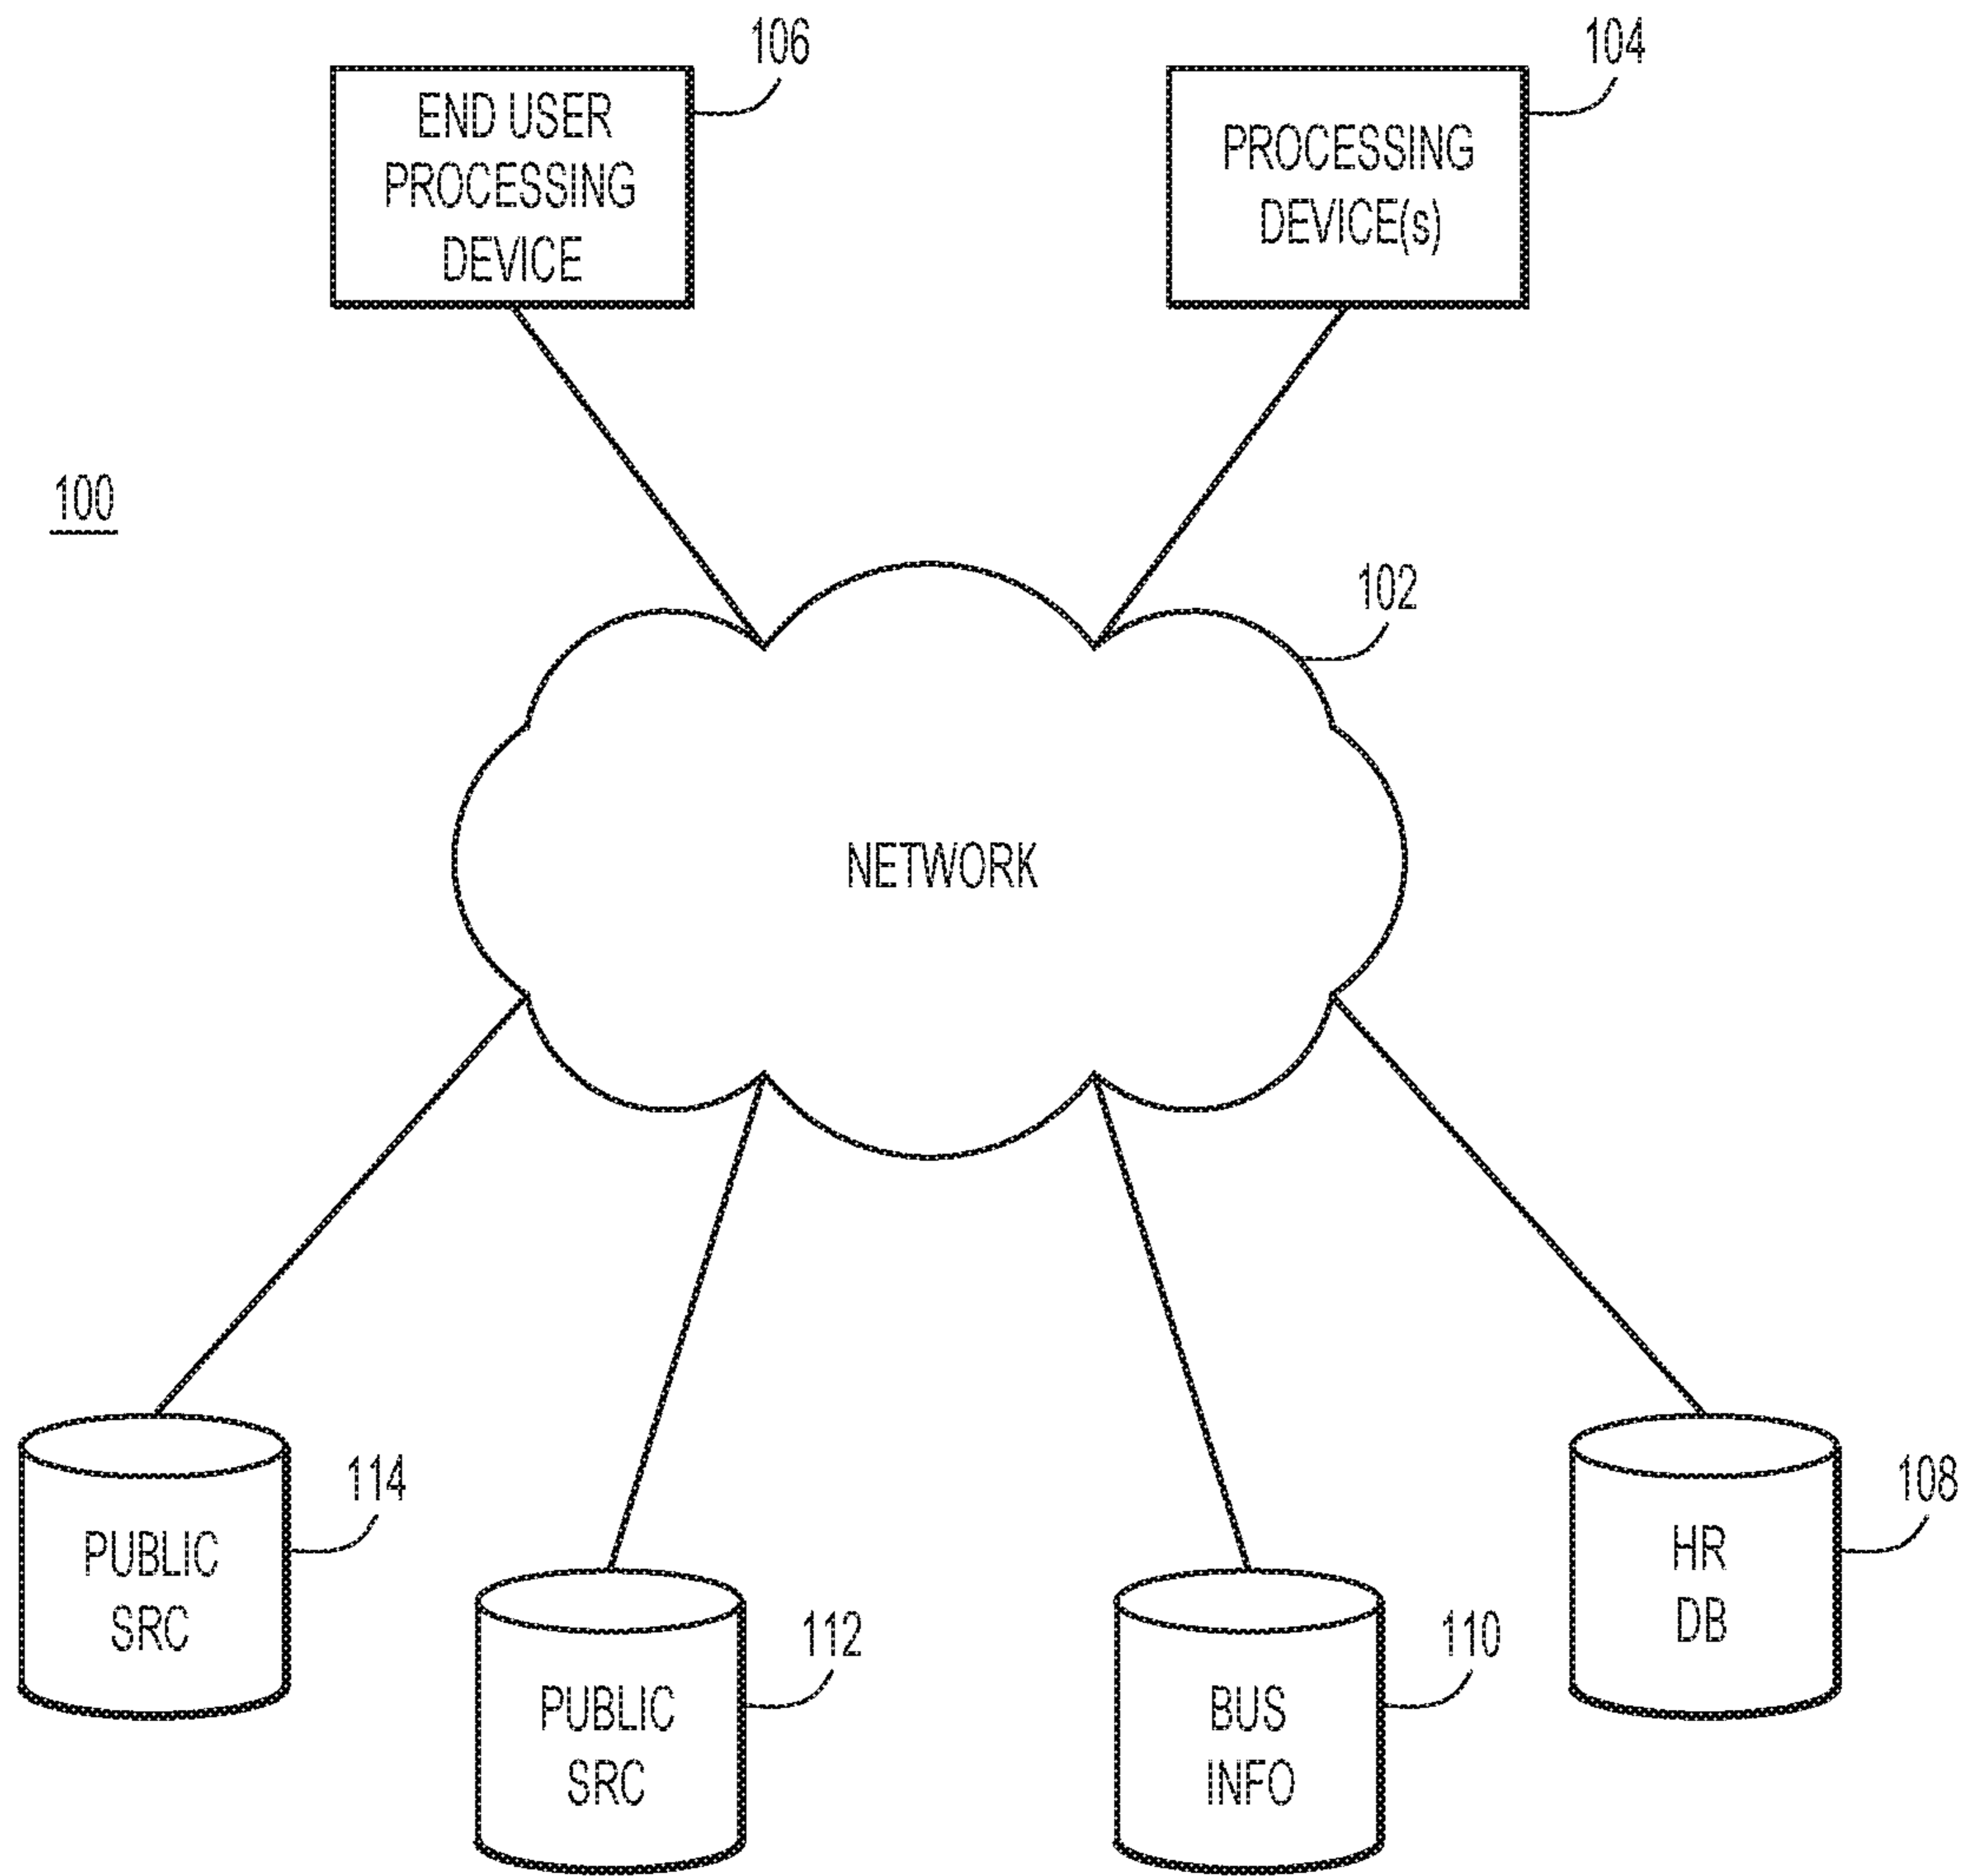 106
104
END USER
PROCESSING
DEVICE
PROCESSING
DEVICE(s)
100
102
NETWORK
114
108
PUBLIC
SRC
HR
DB
112
110
PUBLIC
SRC
BUS
INFO